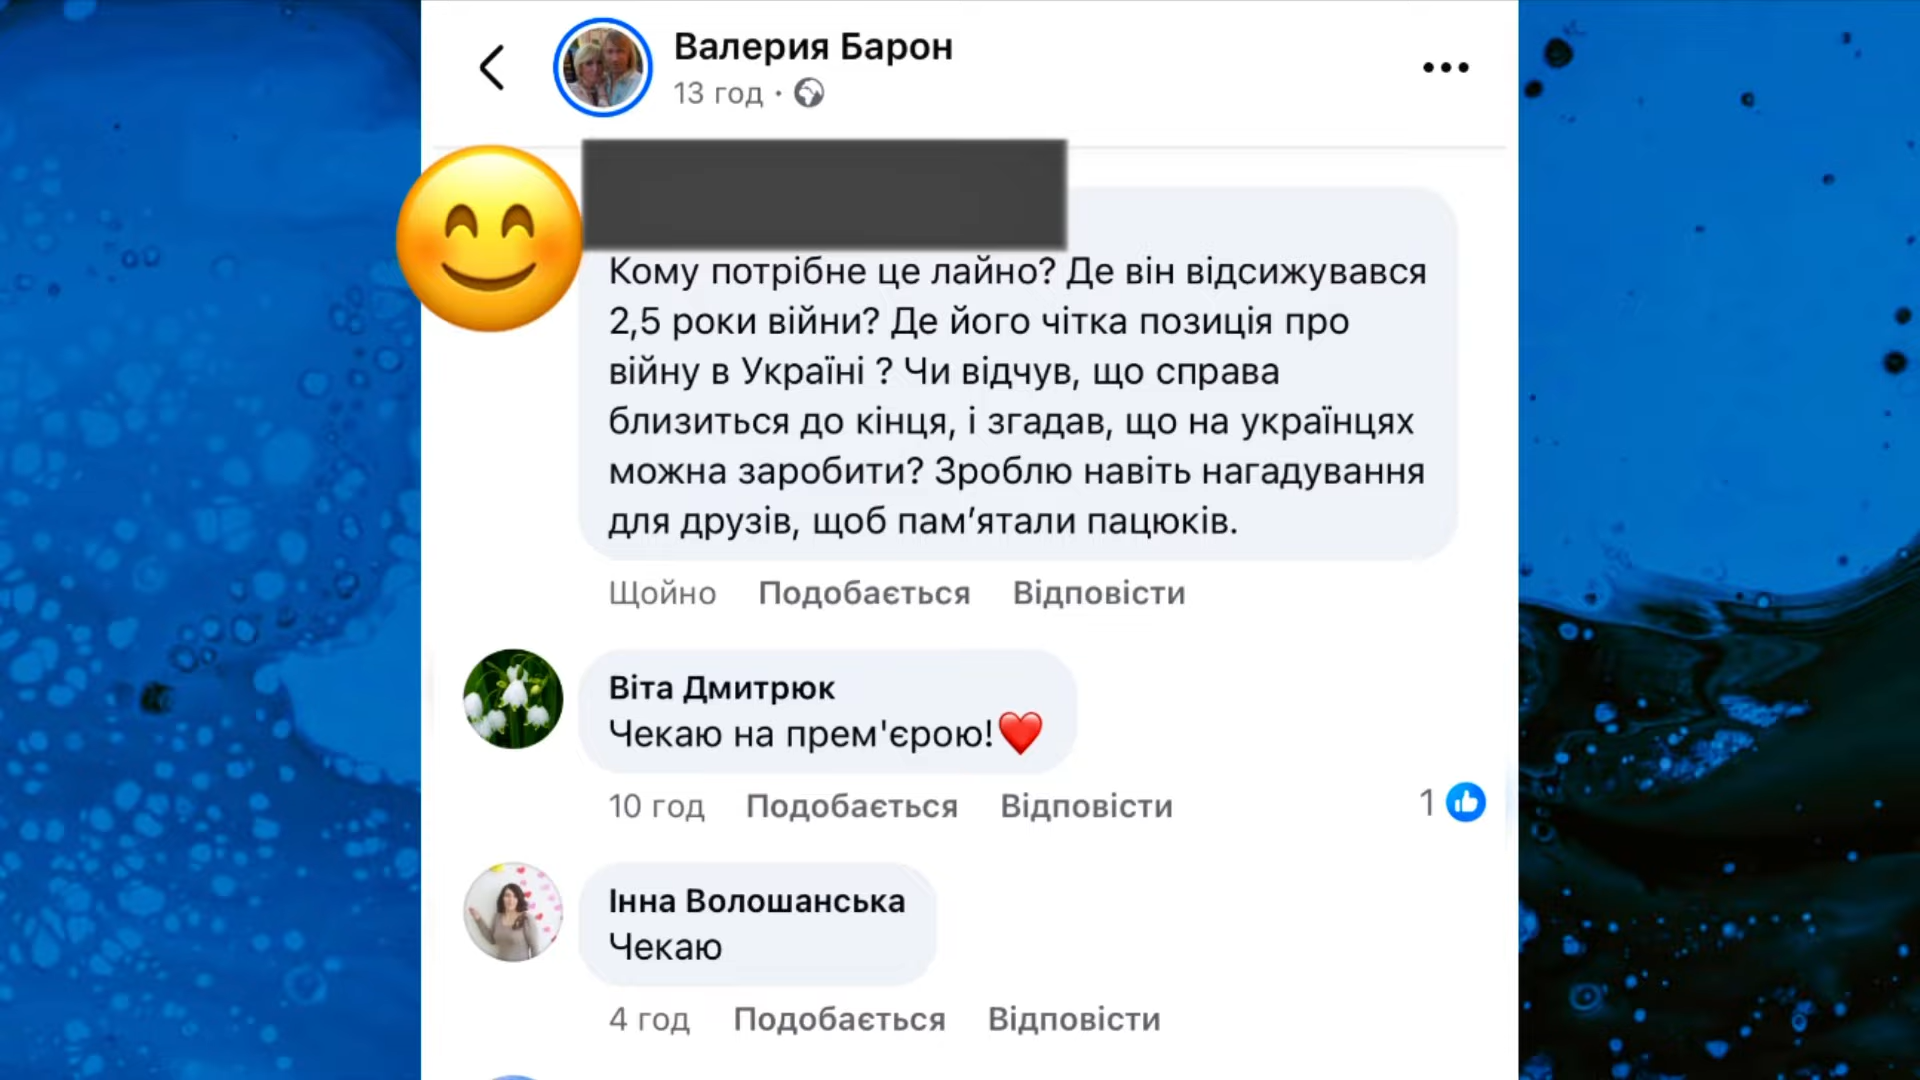 Валерия Барон
13 год ·
Кому потрібне це лайно? Де він відсижувався
2,5 роки війни? Де його чітка позиція про
війну в Україні ? Чи відчув, що справа
близиться до кінця, і згадав, що на українцях
можна заробити? Зроблю навіть нагадування
для друзів, щоб пам’ятали пацюків.
Щойно Подобається Відповісти
Віта Дмитрюк
Чекаю на прем'єрою!❤️
10 год Подобається Відповісти 1
Інна Волошанська
Чекаю
4 год Подобається Відповісти